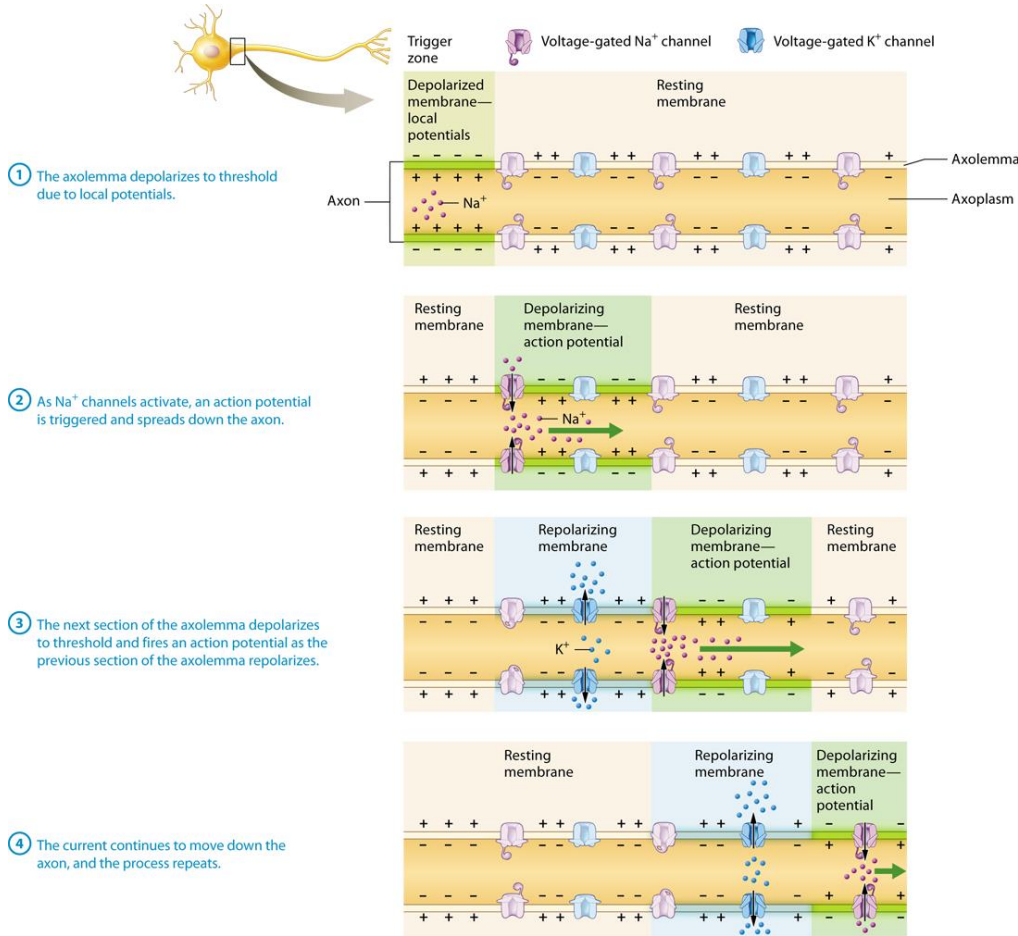 Trigger
zone
Voltage-gated Na⁺ channel
Voltage-gated K⁺ channel
Depolarized
membrane—
local
potentials
Resting
membrane
1 The axolemma depolarizes to threshold
due to local potentials.
Axon
Na⁺
Axolemma
Axoplasm
Resting
membrane
Depolarizing
membrane—
action potential
Resting
membrane
2 As Na⁺ channels activate, an action potential
is triggered and spreads down the axon.
Na⁺
Resting
membrane
Repolarizing
membrane
Depolarizing
membrane—
action potential
Resting
membrane
3 The next section of the axolemma depolarizes
to threshold and fires an action potential as the
previous section of the axolemma repolarizes.
K⁺
Resting
membrane
Repolarizing
membrane
Depolarizing
membrane—
action
potential
4 The current continues to move down the
axon, and the process repeats.